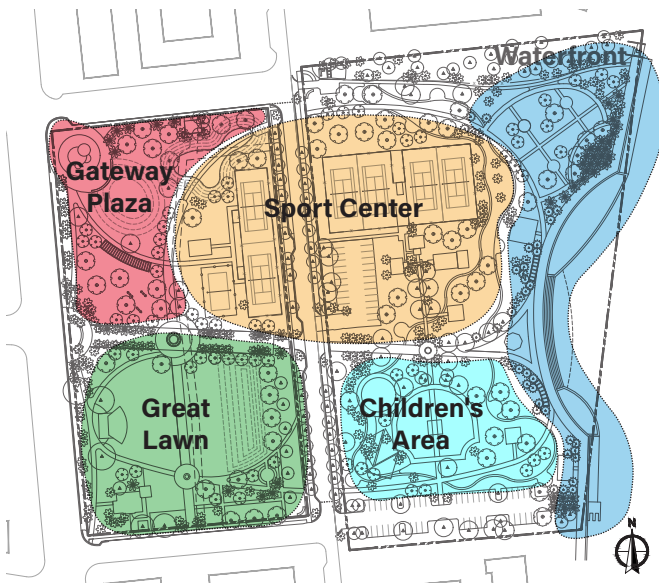 Waterfront
Gateway
Plaza
Sport Center
Great
Lawn
Children's
Area
N